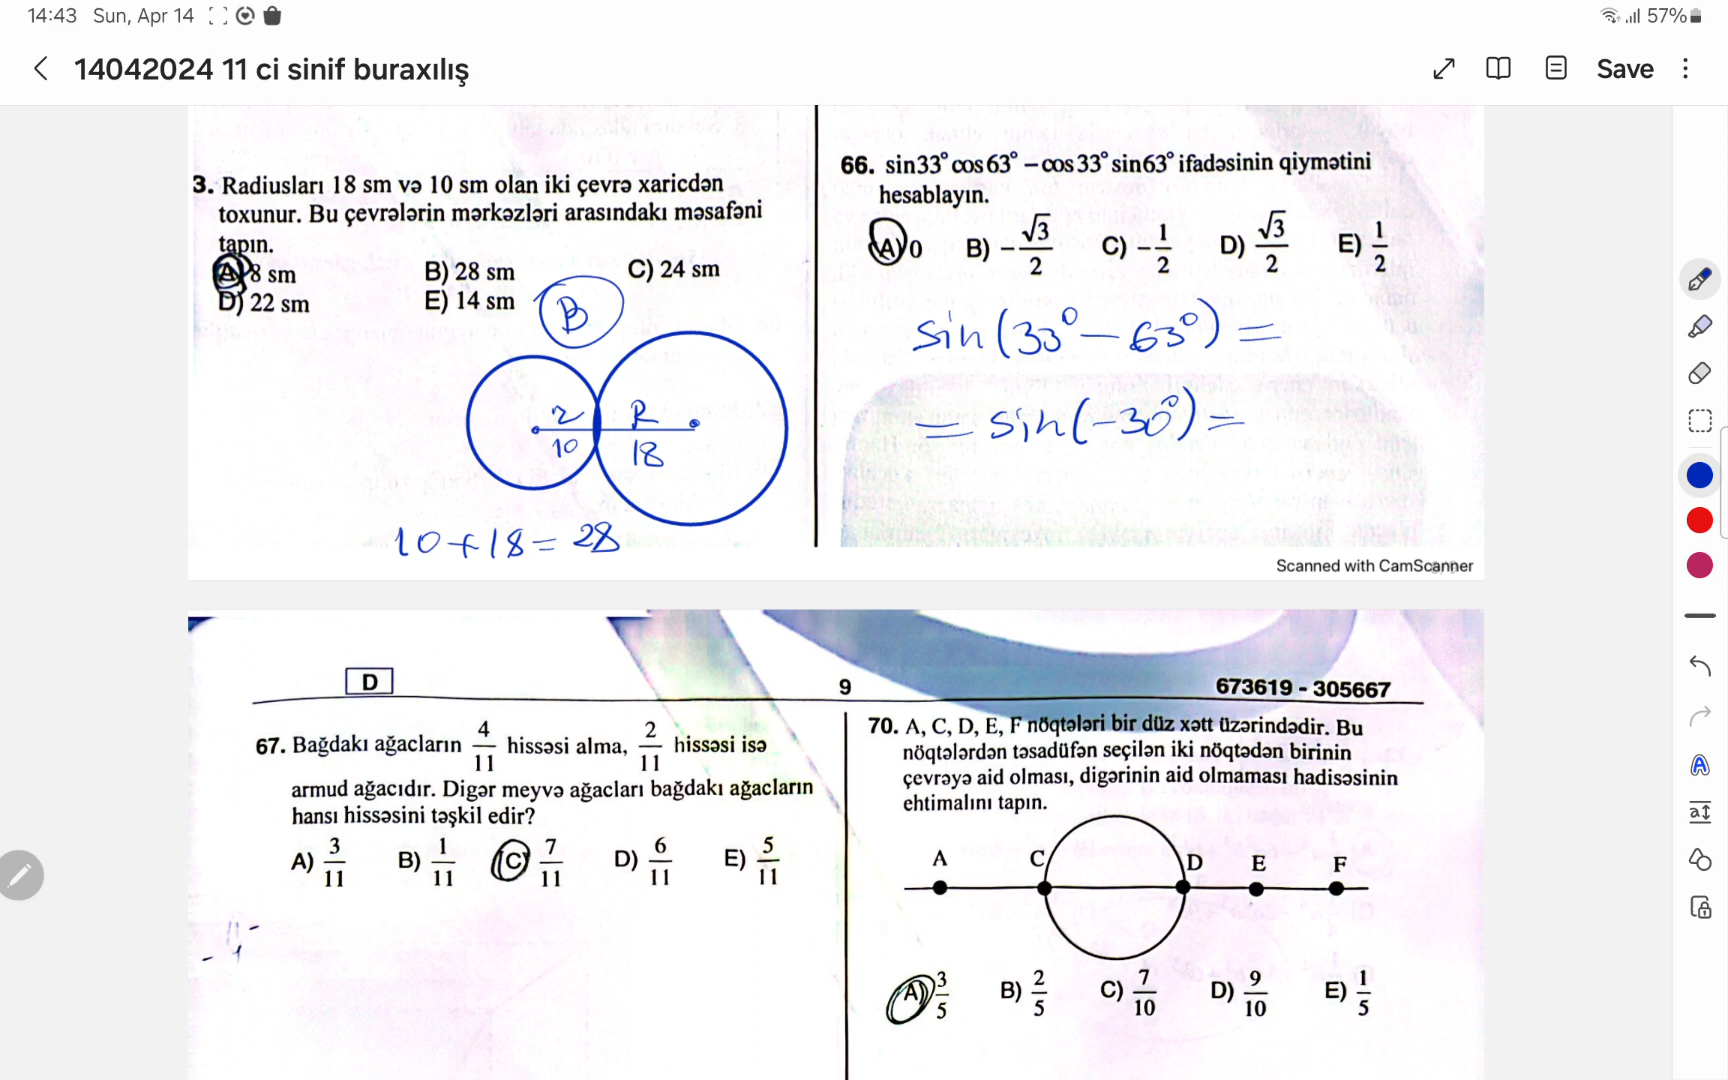 14:43 Sun, Apr 14
57%
14042024 11 ci sinif buraxılış
Save
3. Radiusları 18 sm və 10 sm olan iki çevrə xaricdən
toxunur. Bu çevrələrin mərkəzləri arasındakı məsafəni
tapın.
A) 8 sm B) 28 sm C) 24 sm
D) 22 sm E) 14 sm
B
r R
10 18
10 + 18 = 28
66. sin33° cos63° – cos33° sin63° ifadəsinin qiymətini
hesablayın.
A) 0 B) –√3/2 C) –1/2 D) √3/2 E) 1/2
sin(33° – 63°) =
= sin(–30°) =
Scanned with CamScanner
D 9 673619 - 305667
67. Bağdakı ağacların 4/11 hissəsi alma, 2/11 hissəsi isə
armud ağacıdır. Digər meyvə ağacları bağdakı ağacların
hansı hissəsini təşkil edir?
A) 3/11 B) 1/11 C) 7/11 D) 6/11 E) 5/11
70. A, C, D, E, F nöqtələri bir düz xətt üzərindədir. Bu
nöqtələrdən təsadüfən seçilən iki nöqtədən birinin
çevrəyə aid olması, digərinin aid olmaması hadisəsinin
ehtimalını tapın.
A C D E F
A) 3/5 B) 2/5 C) 7/10 D) 9/10 E) 1/5